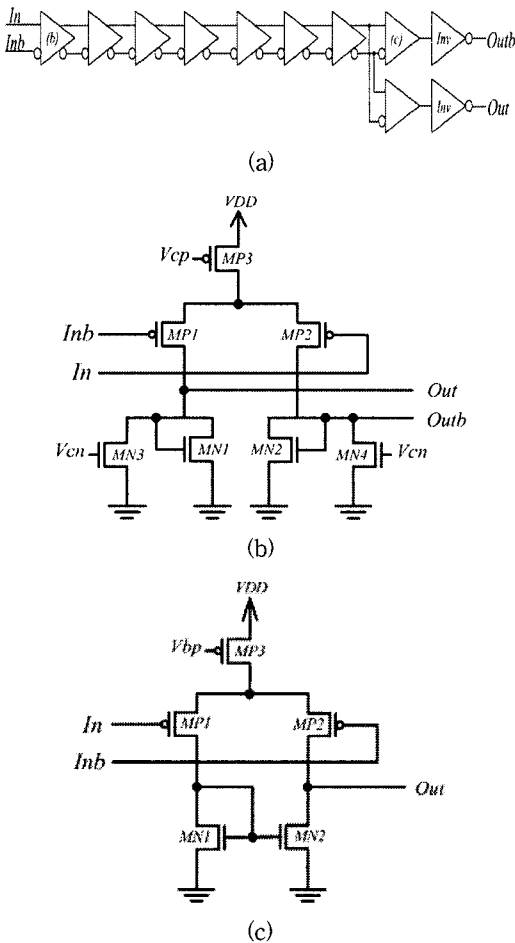 In
Inb
(b)
(c)
Inv
Outb
Inv
Out
(a)
VDD
Vcp
MP3
Inb
MP1
MP2
In
Out
Outb
Vcn
MN3
MN1
MN2
MN4
Vcn
(b)
VDD
Vbp
MP3
In
MP1
MP2
Inb
Out
MN1
MN2
(c)